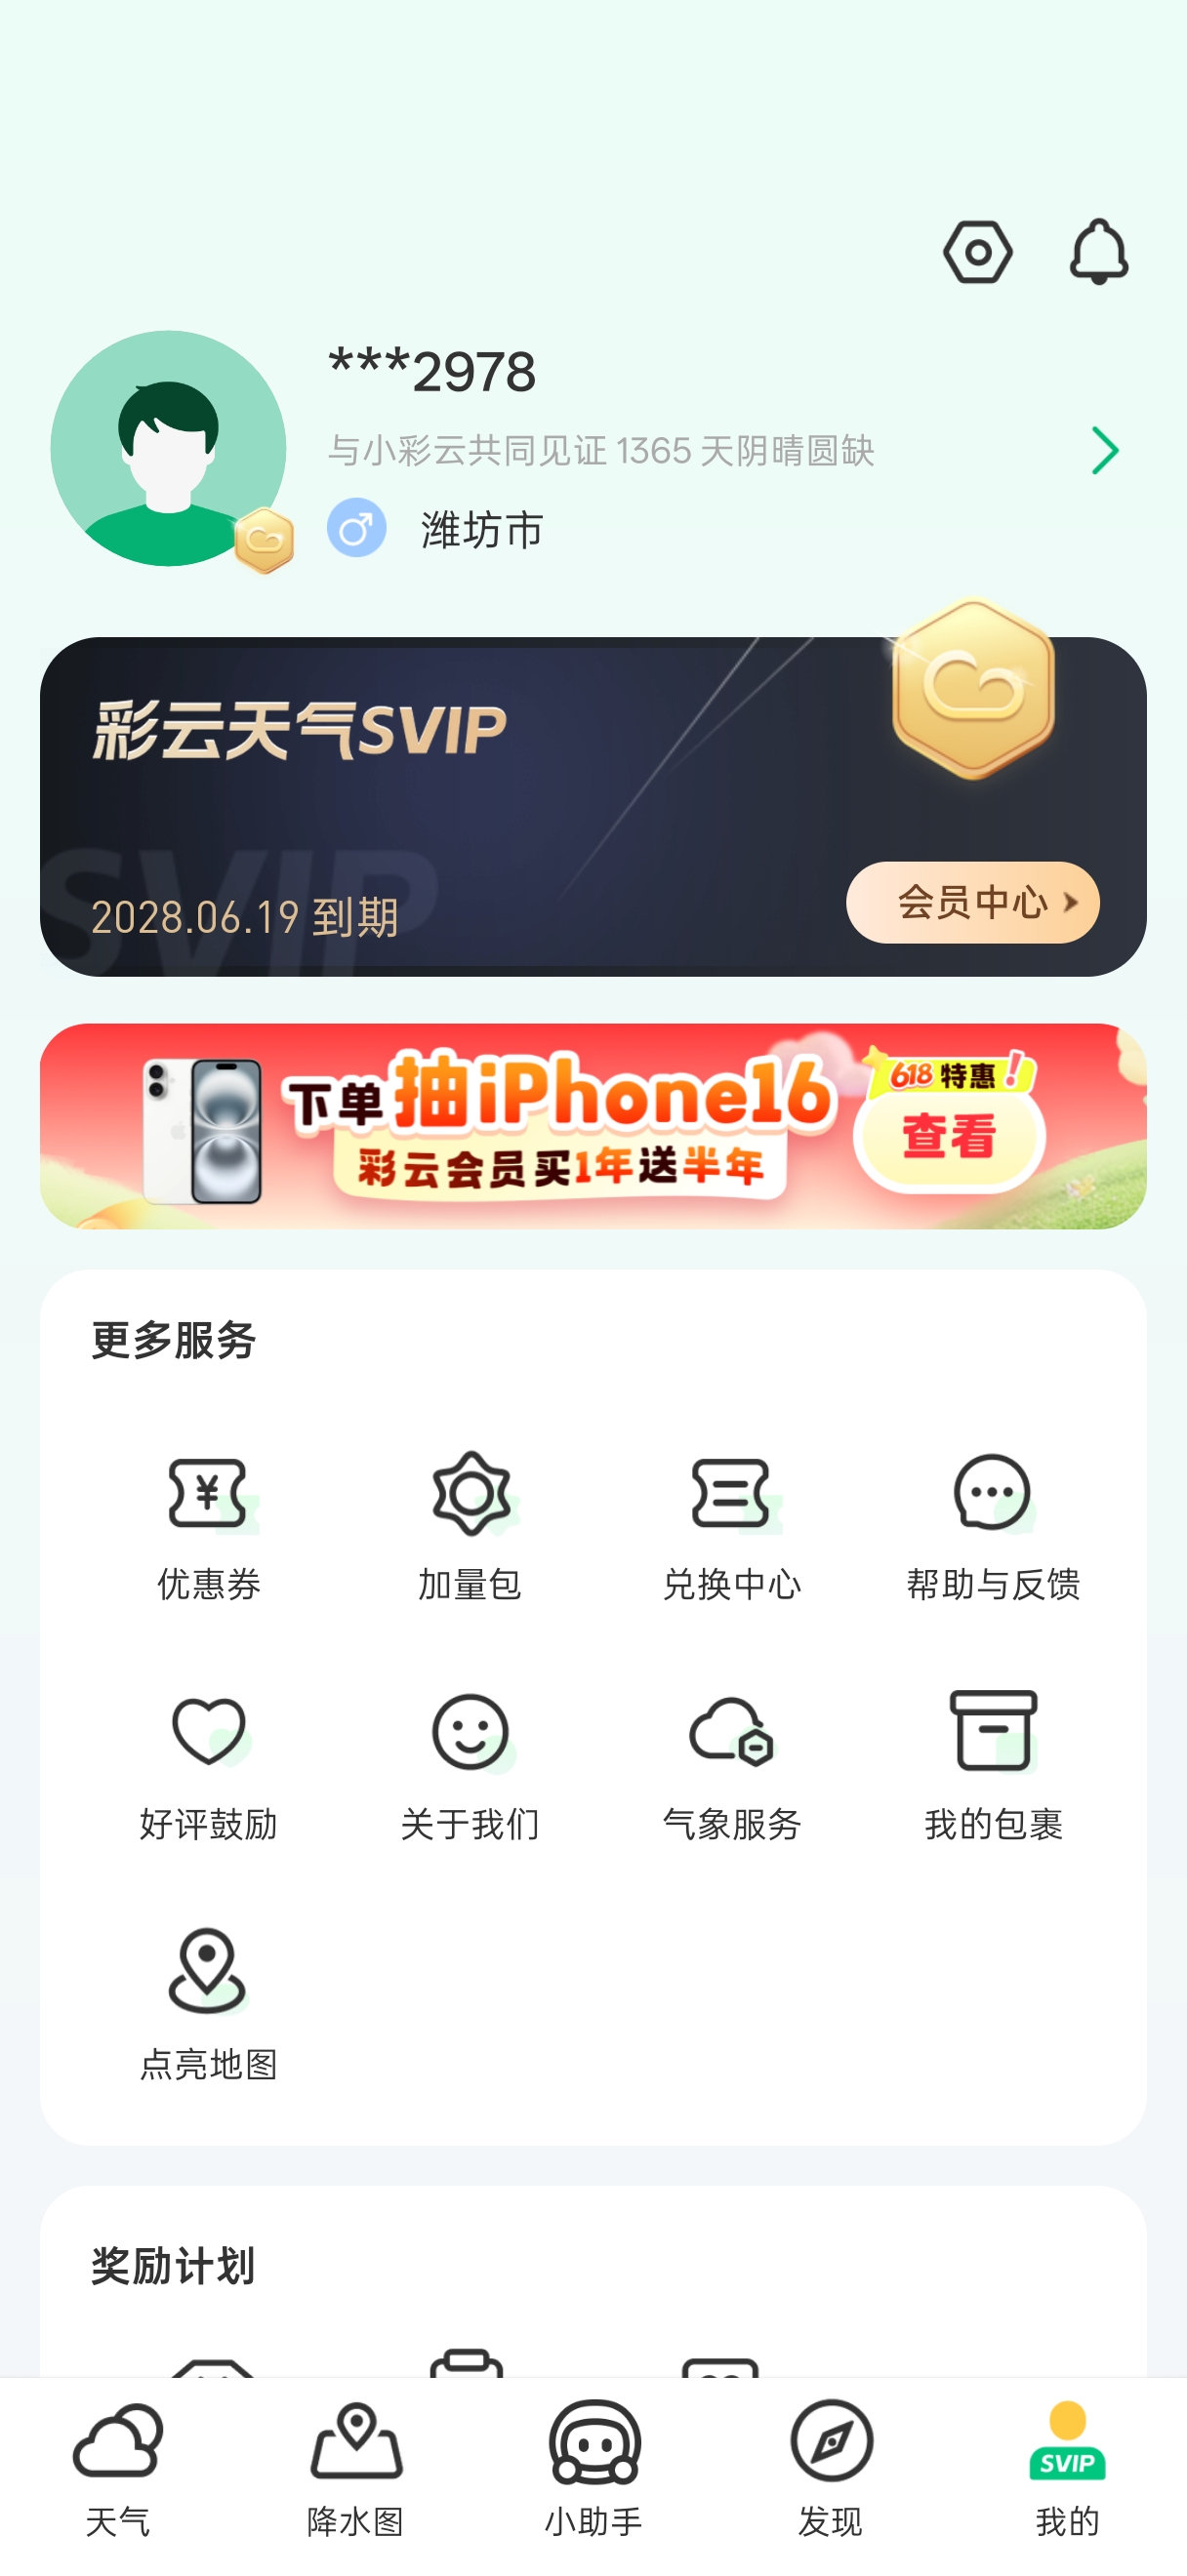 ***2978
与小彩云共同见证 1365 天阴晴圆缺
潍坊市
彩云天气SVIP
SVIP
2028.06.19 到期
会员中心
下单抽iPhone16
618 特惠!
彩云会员买1年送半年
查看
更多服务
¥
优惠券
加量包
兑换中心
帮助与反馈
好评鼓励
关于我们
气象服务
我的包裹
点亮地图
奖励计划
SVIP
天气
降水图
小助手
发现
我的